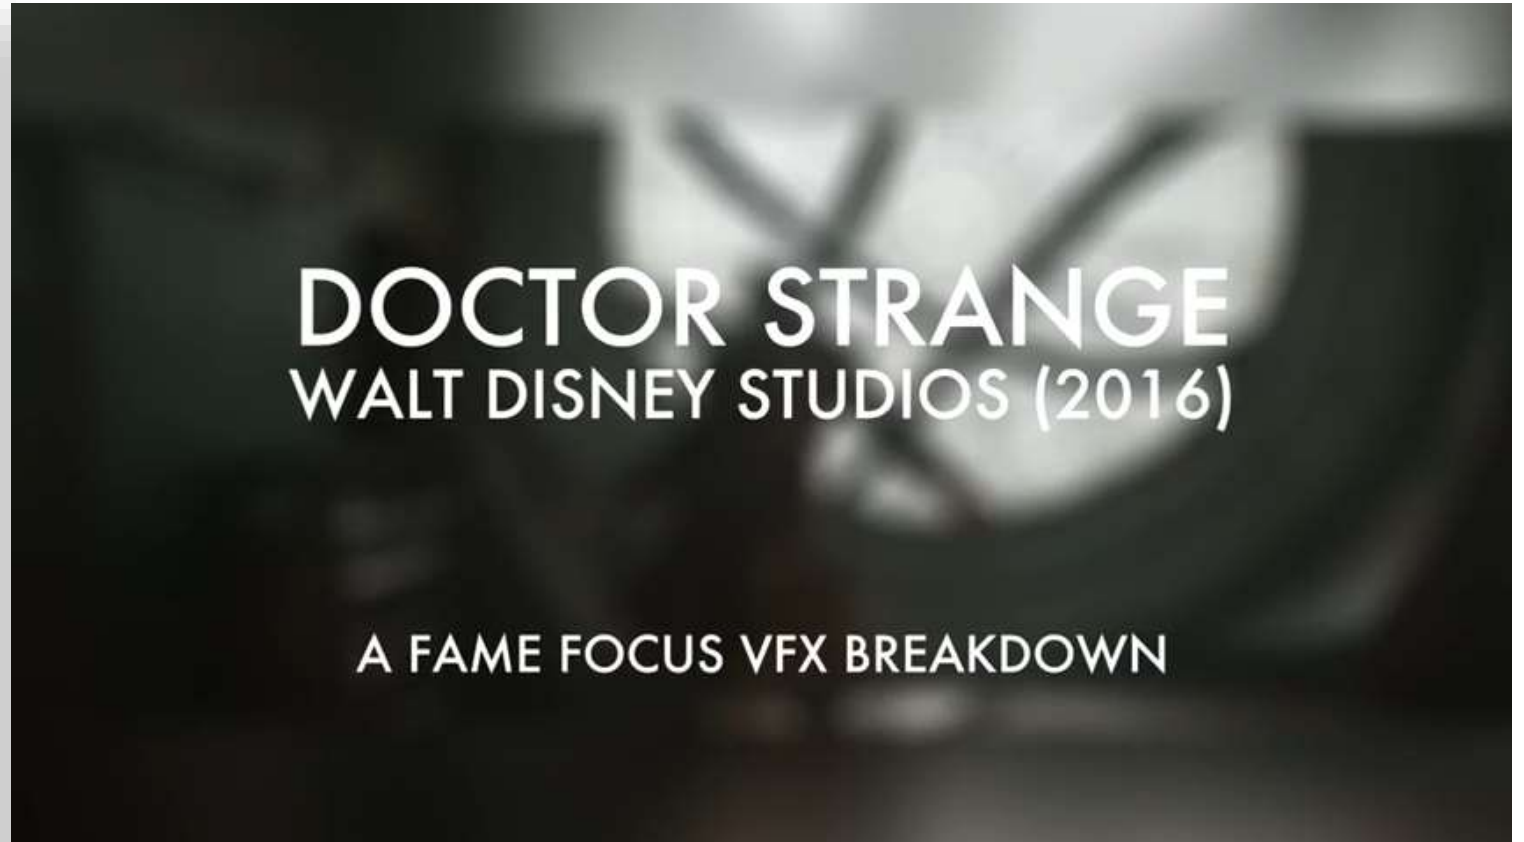 DOCTOR STRANGE
WALT DISNEY STUDIOS (2016)
A FAME FOCUS VFX BREAKDOWN